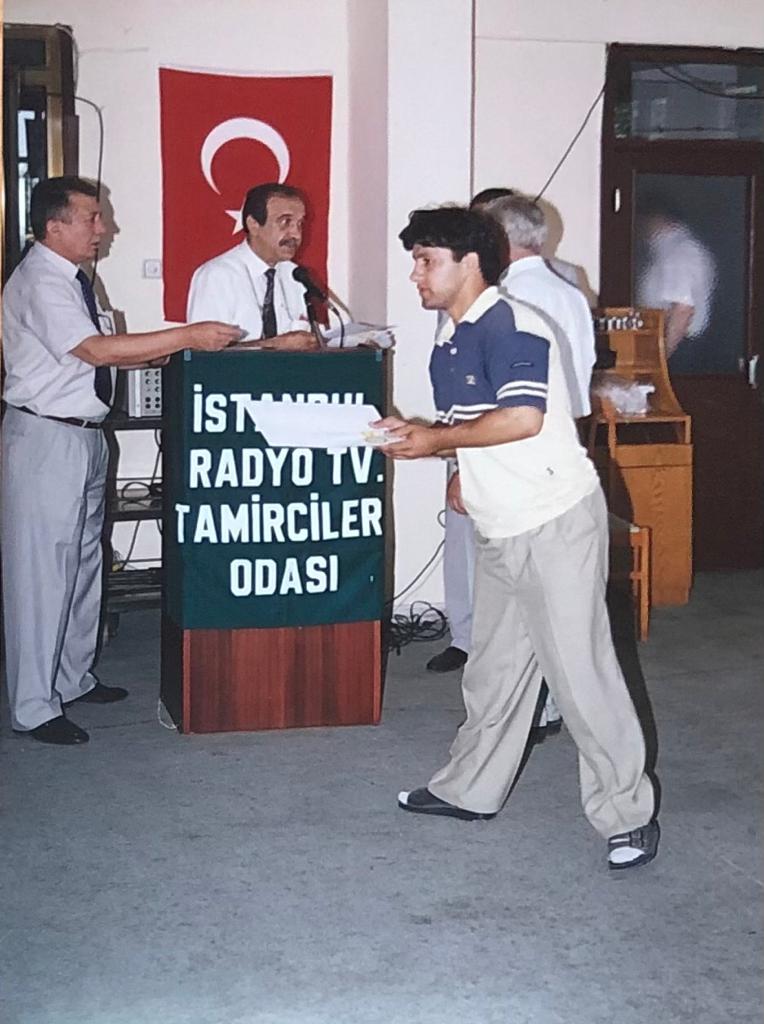 İSTANBUL
RADYO TV.
TAMİRCİLER
ODASI